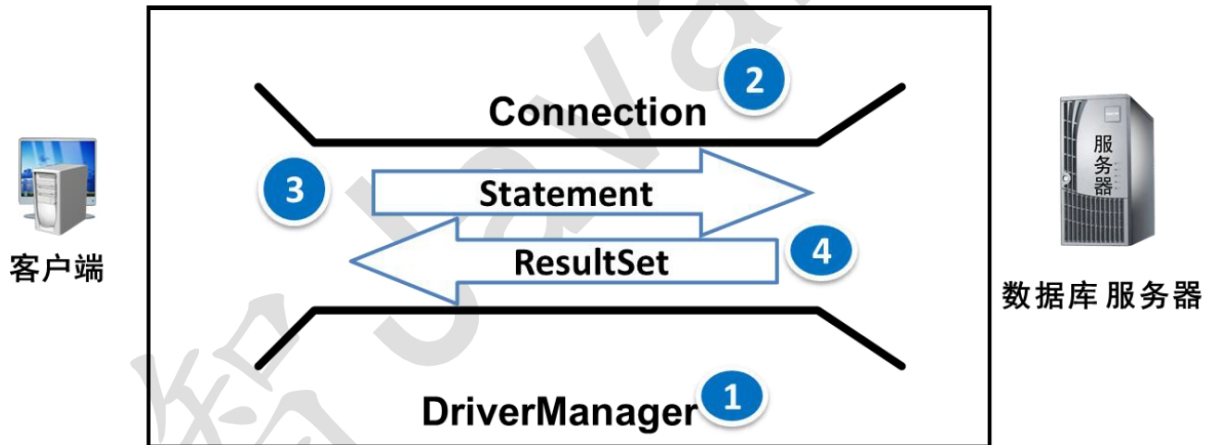 2
Connection
服务器
3
Statement
4
ResultSet
客户端
数据库 服务器
DriverManager
1
Java